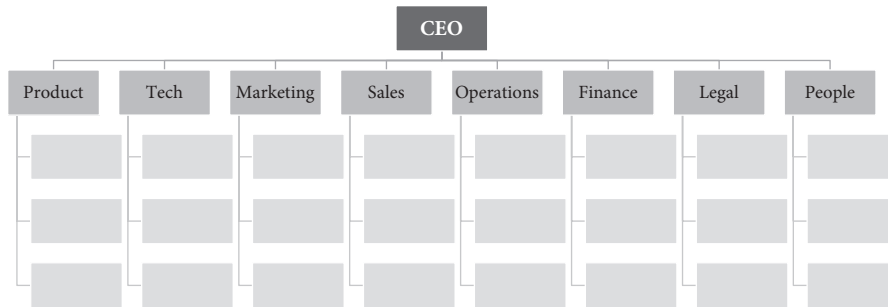 CEO
Product
Tech
Marketing
Sales
Operations
Finance
Legal
People